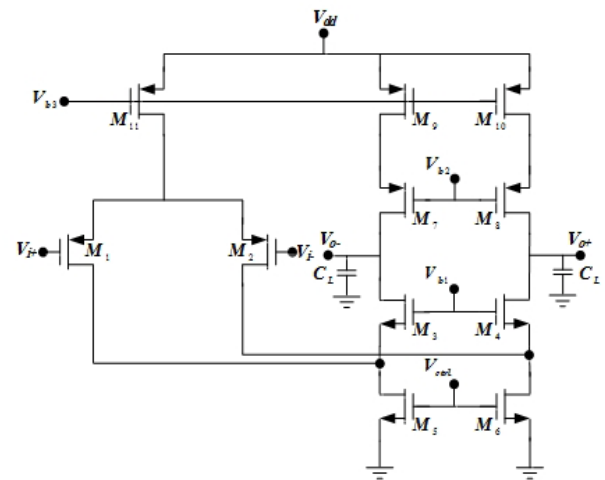 Vdd
Vb3
M11
M9
M10
Vb2
M7
M8
Vi+
M1
M2
Vi-
Vo-
CL
Vo+
CL
Vb1
M3
M4
Vctrl
M5
M6